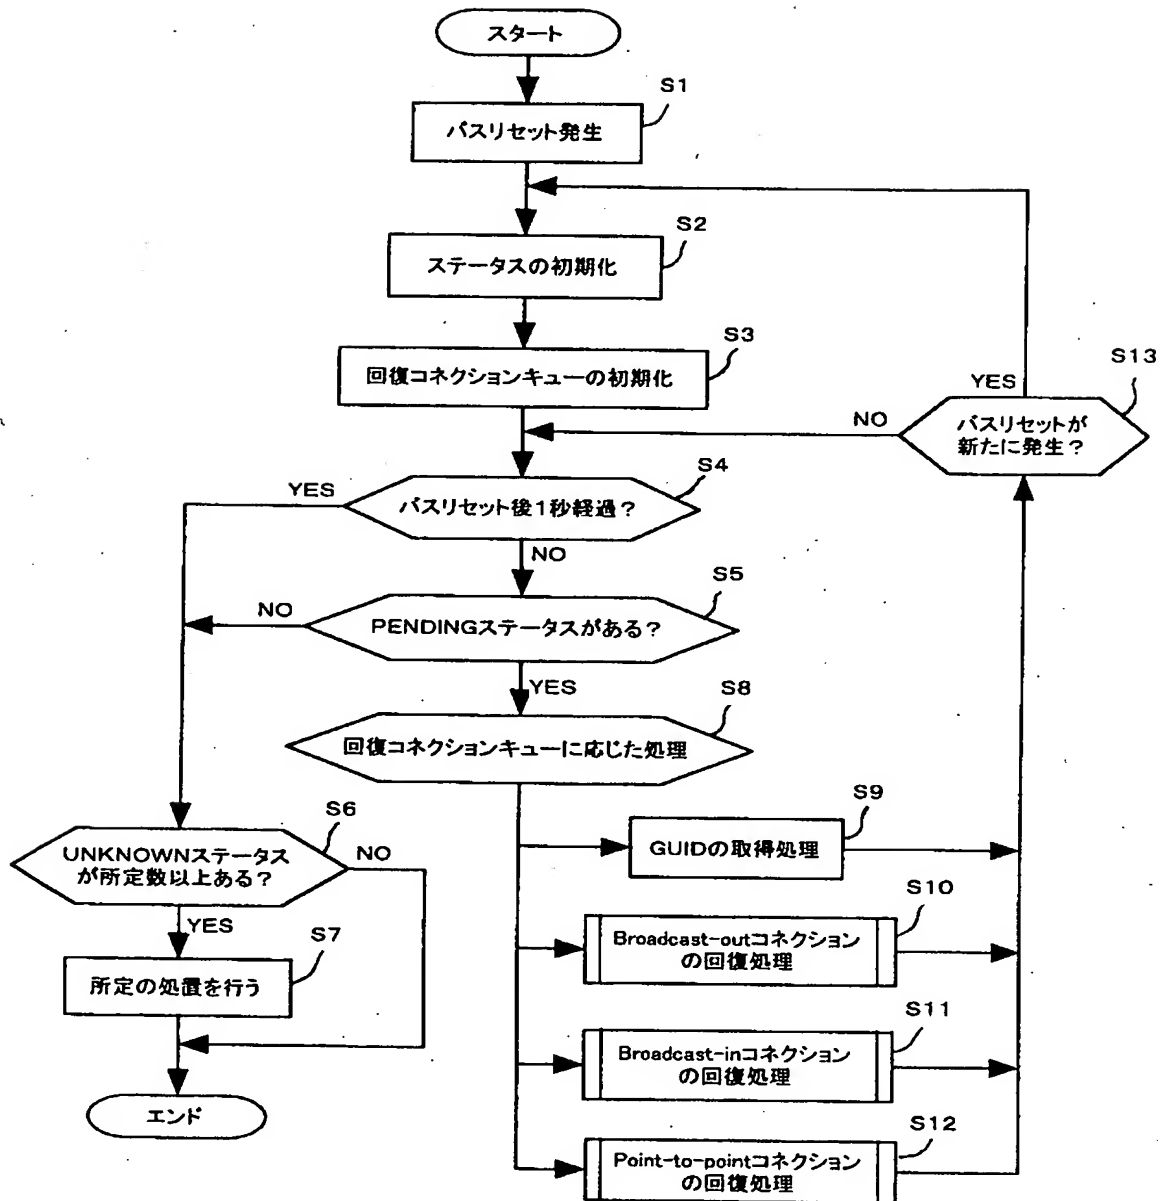 スタート
S1
バスリセット発生
S2
ステータスの初期化
S3
回復コネクションキューの初期化
S13
YES
バスリセットが
新たに発生?
NO
S4
YES
バスリセット後1秒経過?
NO
S5
NO
PENDINGステータスがある?
YES
S8
回復コネクションキューに応じた処理
S6
UNKNOWNステータス
が所定数以上ある?
NO
YES
S7
所定の処置を行う
エンド
S9
GUIDの取得処理
S10
Broadcast-outコネクション
の回復処理
S11
Broadcast-inコネクション
の回復処理
S12
Point-to-pointコネクション
の回復処理